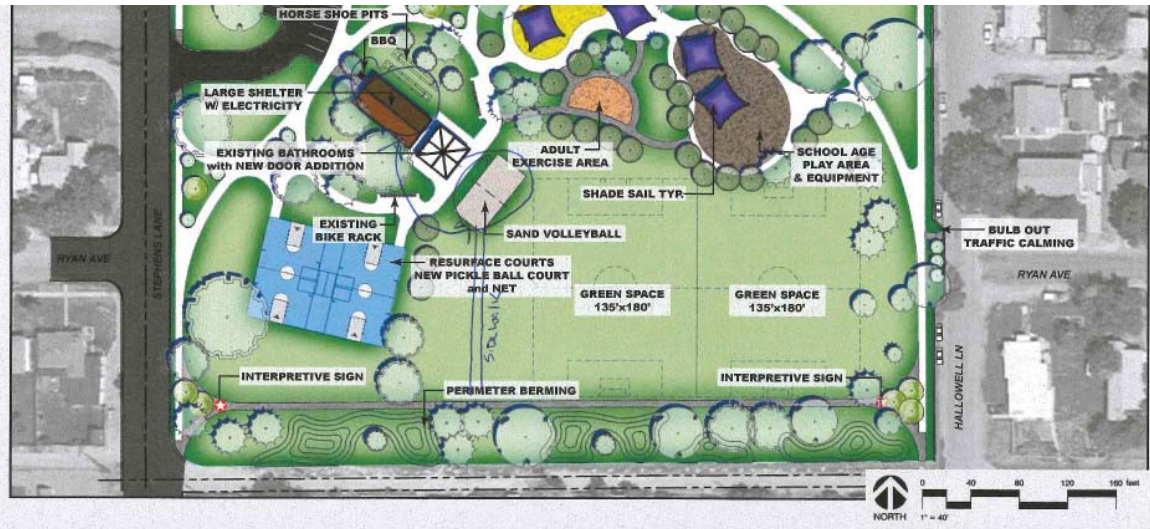 HORSE SHOE PITS
BBQ
LARGE SHELTER
W/ ELECTRICITY
EXISTING BATHROOMS
with NEW DOOR ADDITION
ADULT
EXERCISE AREA
SCHOOL AGE
PLAY AREA
& EQUIPMENT
SHADE SAIL TYP.
EXISTING
BIKE RACK
SAND VOLLEYBALL
BULB OUT
TRAFFIC CALMING
RYAN AVE
STEPHENS LANE
RESURFACE COURTS
NEW PICKLE BALL COURT
and NET
RYAN AVE
GREEN SPACE
135'x180'
GREEN SPACE
135'x180'
Sidewalk
INTERPRETIVE SIGN
PERIMETER BERMING
INTERPRETIVE SIGN
HALLOWELL LN
NORTH
0 40 80 120 160 feet
1" = 40'